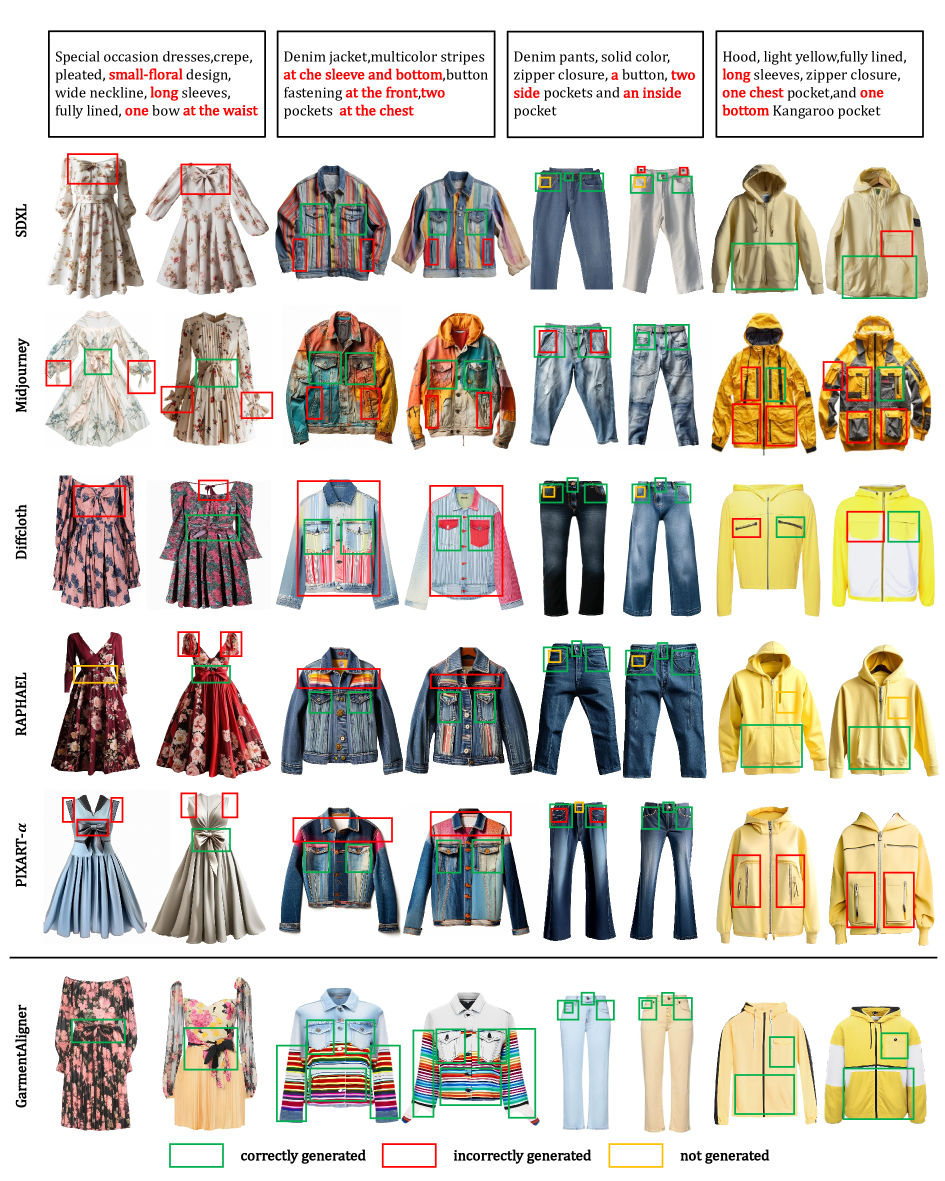 Special occasion dresses,crepe,
pleated, small-floral design,
wide neckline, long sleeves,
fully lined, one bow at the waist
Denim jacket,multicolor stripes
at che sleeve and bottom,button
fastening at the front,two
pockets at the chest
Denim pants, solid color,
zipper closure, a button, two
side pockets and an inside
pocket
Hood, light yellow,fully lined,
long sleeves, zipper closure,
one chest pocket,and one
bottom Kangaroo pocket
SDXL
Midjourney
Diffcloth
RAPHAEL
PIXART-α
GarmentAligner
correctly generated
incorrectly generated
not generated